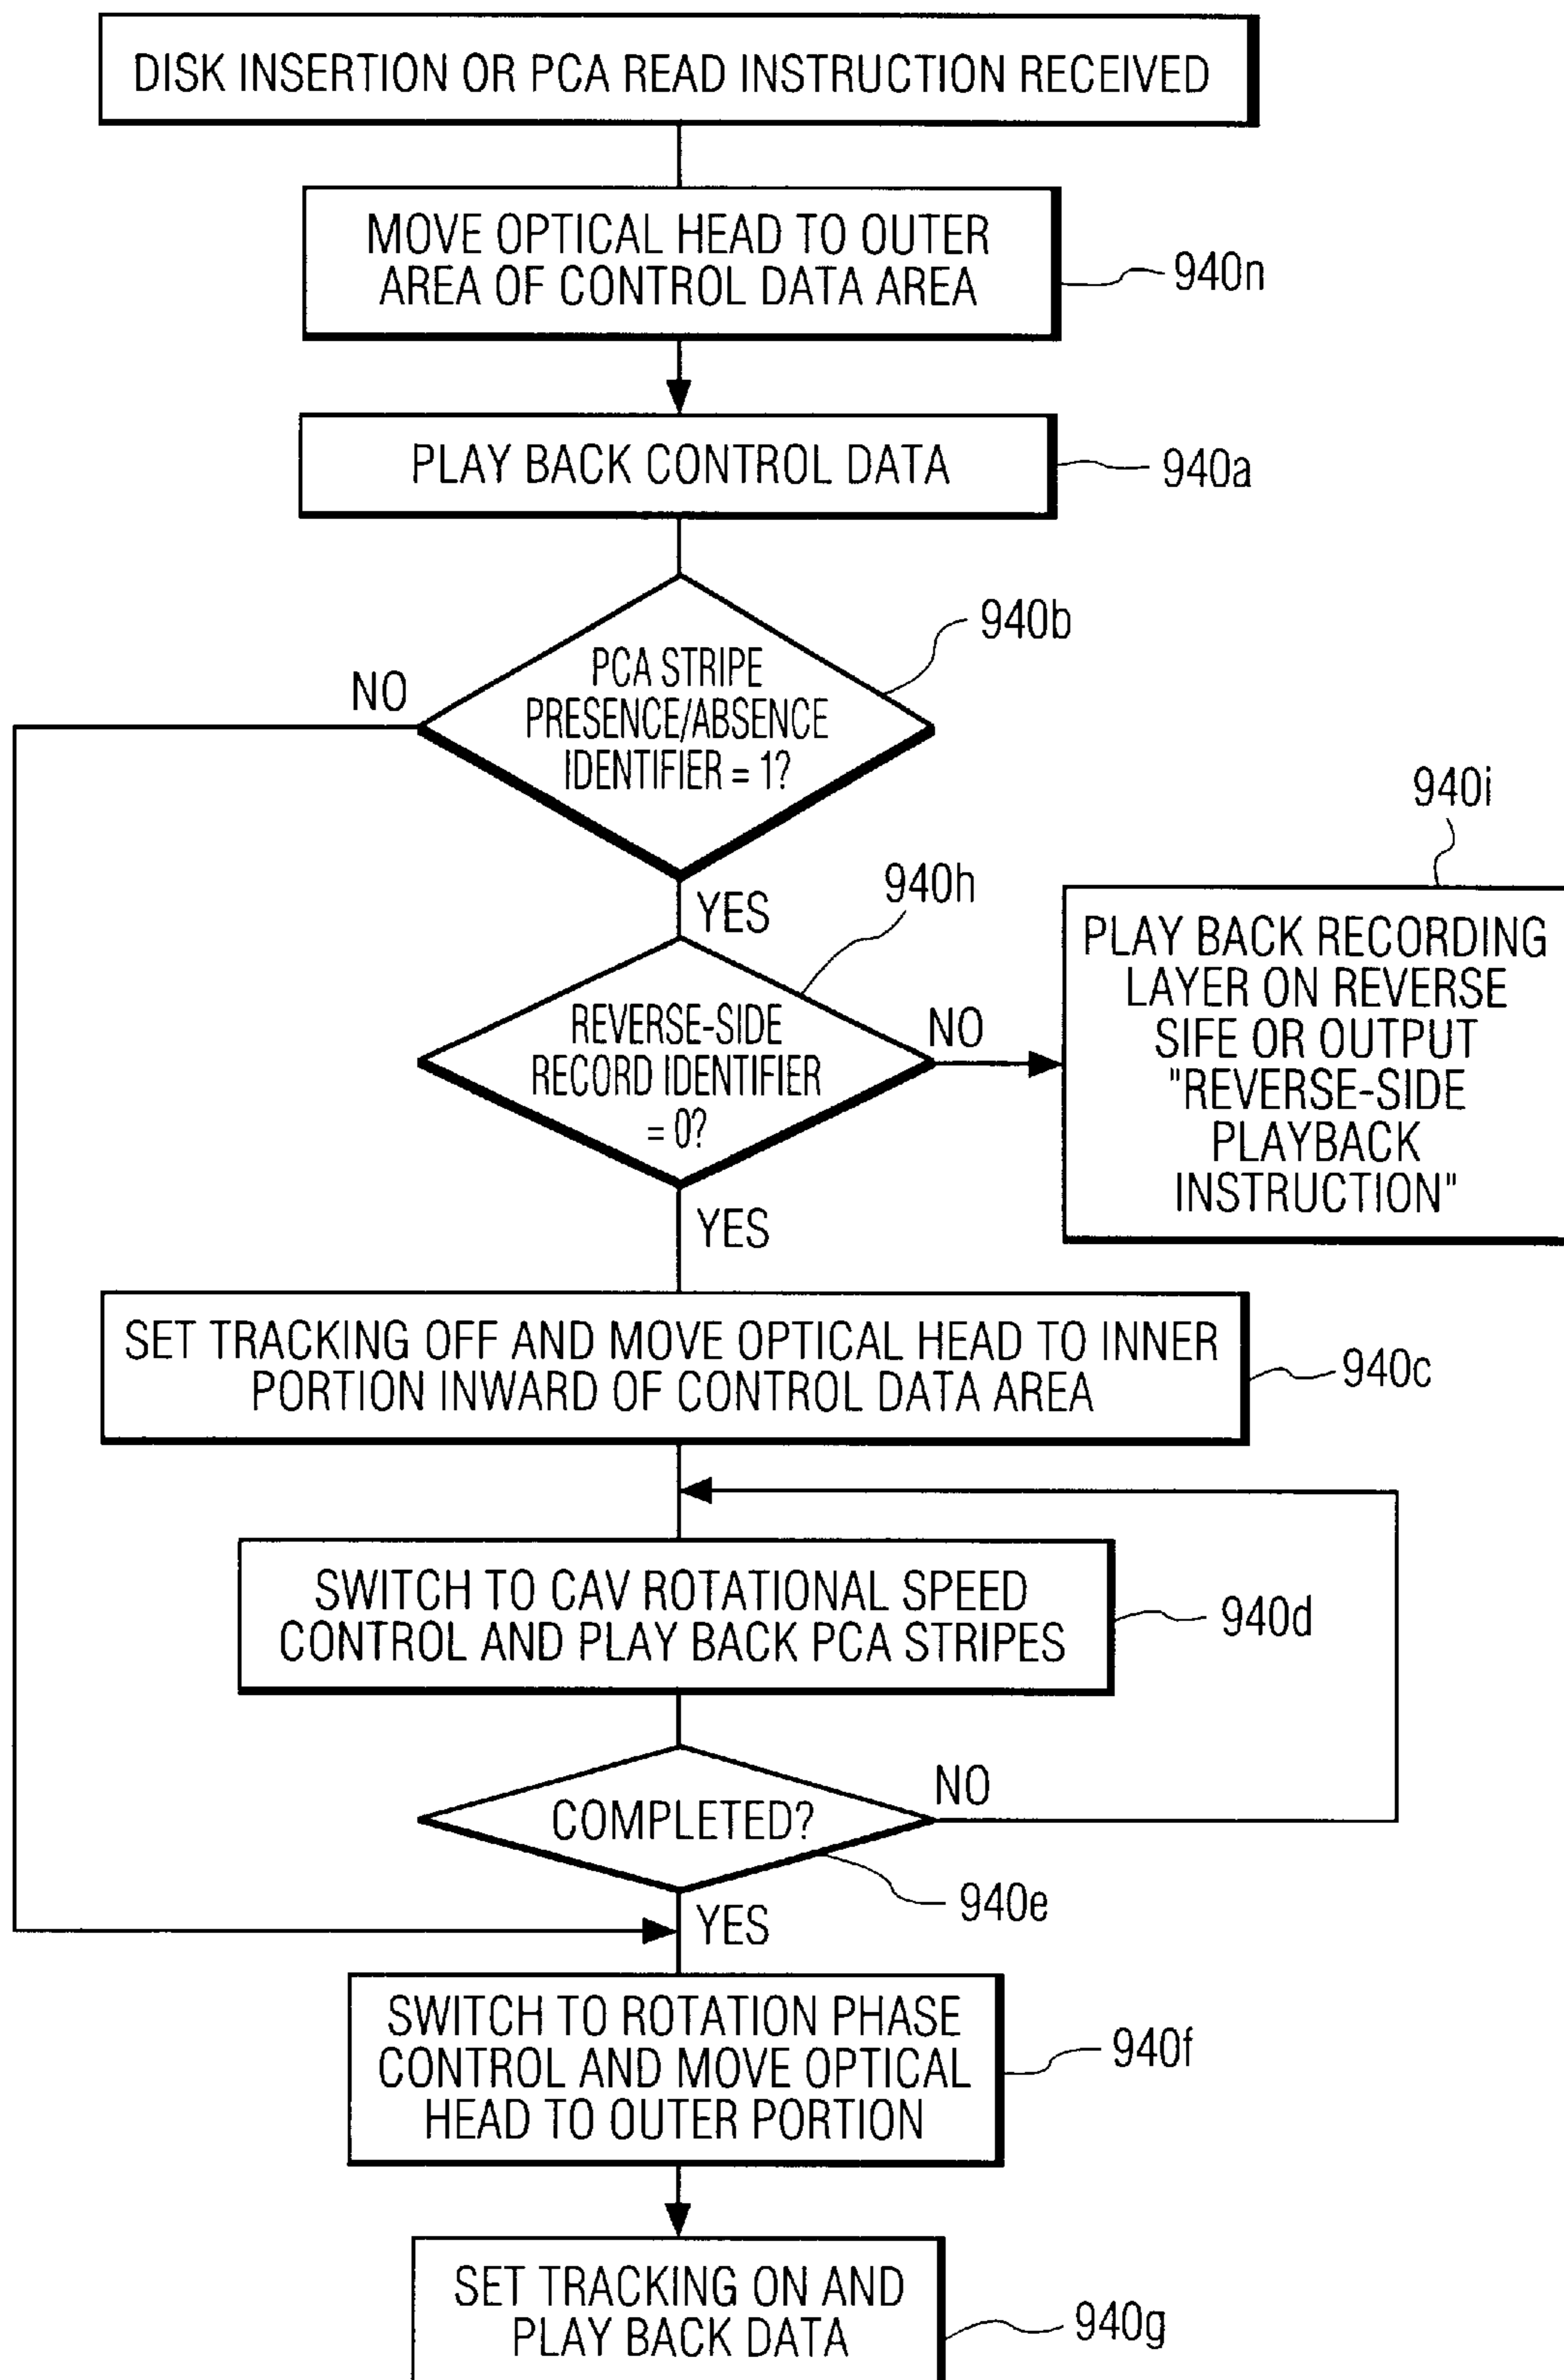 DISK INSERTION OR PCA READ INSTRUCTION RECEIVED
MOVE OPTICAL HEAD TO OUTER
AREA OF CONTROL DATA AREA
940n
PLAY BACK CONTROL DATA
940a
940b
PCA STRIPE
PRESENCE/ABSENCE
IDENTIFIER = 1?
NO
YES
940h
REVERSE-SIDE
RECORD IDENTIFIER
= 0?
NO
940i
PLAY BACK RECORDING
LAYER ON REVERSE
SIFE OR OUTPUT
"REVERSE-SIDE
PLAYBACK
INSTRUCTION"
YES
SET TRACKING OFF AND MOVE OPTICAL HEAD TO INNER
PORTION INWARD OF CONTROL DATA AREA
940c
SWITCH TO CAV ROTATIONAL SPEED
CONTROL AND PLAY BACK PCA STRIPES
940d
COMPLETED?
NO
940e
YES
SWITCH TO ROTATION PHASE
CONTROL AND MOVE OPTICAL
HEAD TO OUTER PORTION
940f
SET TRACKING ON AND
PLAY BACK DATA
940g